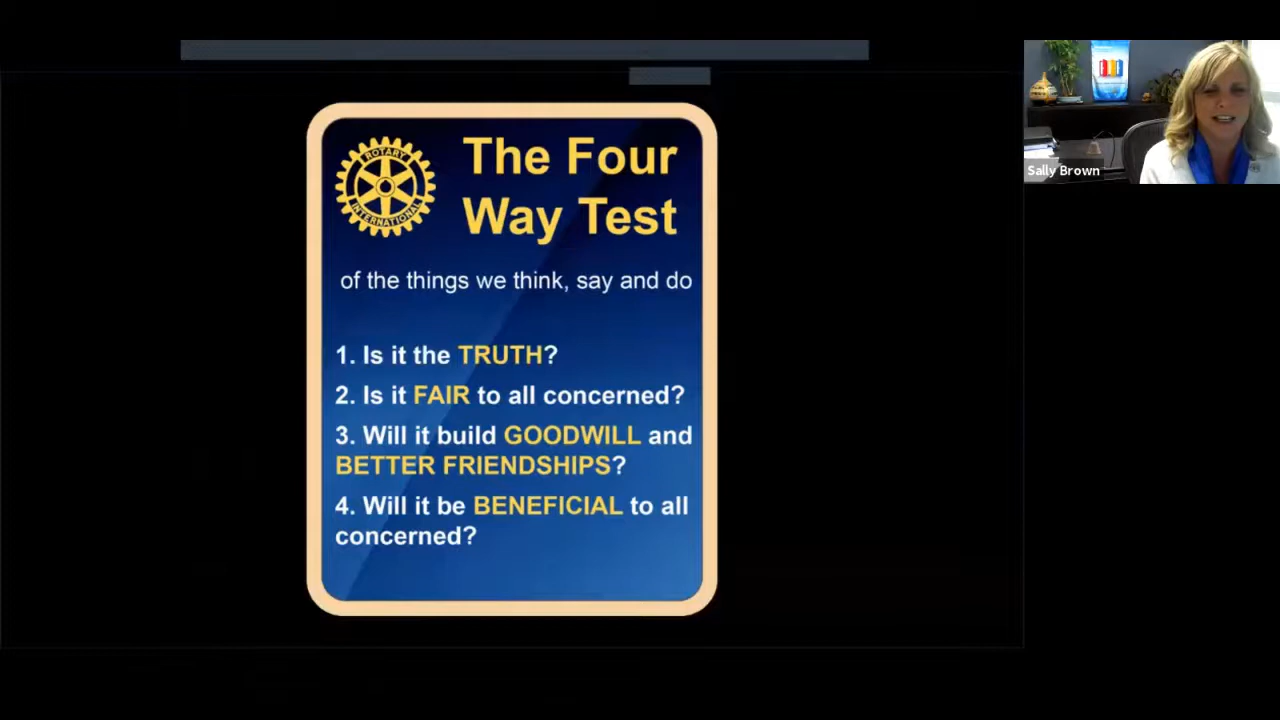 ROTARY
INTERNATIONAL
The Four
Way Test
of the things we think, say and do
1. Is it the TRUTH?
2. Is it FAIR to all concerned?
3. Will it build GOODWILL and
BETTER FRIENDSHIPS?
4. Will it be BENEFICIAL to all
concerned?
Sally Brown